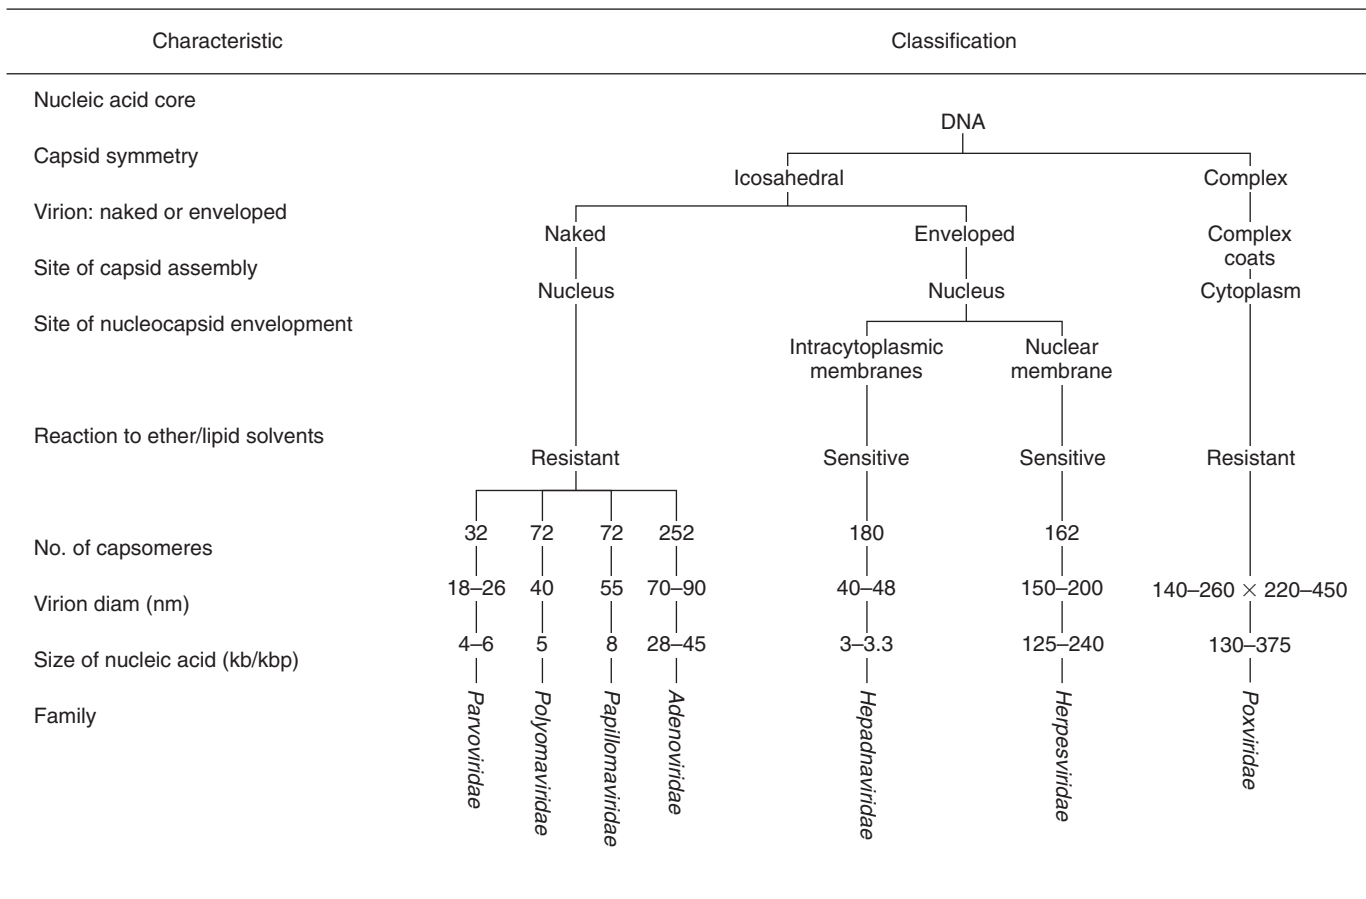 Characteristic Classification
Nucleic acid core
DNA
Capsid symmetry
Icosahedral Complex
Virion: naked or enveloped
Naked Enveloped Complex
coats
Site of capsid assembly
Nucleus Nucleus Cytoplasm
Site of nucleocapsid envelopment
Intracytoplasmic Nuclear
membranes membrane
Reaction to ether/lipid solvents
Resistant Sensitive Sensitive Resistant
32 72 72 252 180 162
No. of capsomeres
18–26 40 55 70–90 40–48 150–200 140–260 × 220–450
Virion diam (nm)
4–6 5 8 28–45 3–3.3 125–240 130–375
Size of nucleic acid (kb/kbp)
Family
Parvoviridae
Polyomaviridae
Papillomaviridae
Adenoviridae
Hepadnaviridae
Herpesviridae
Poxviridae